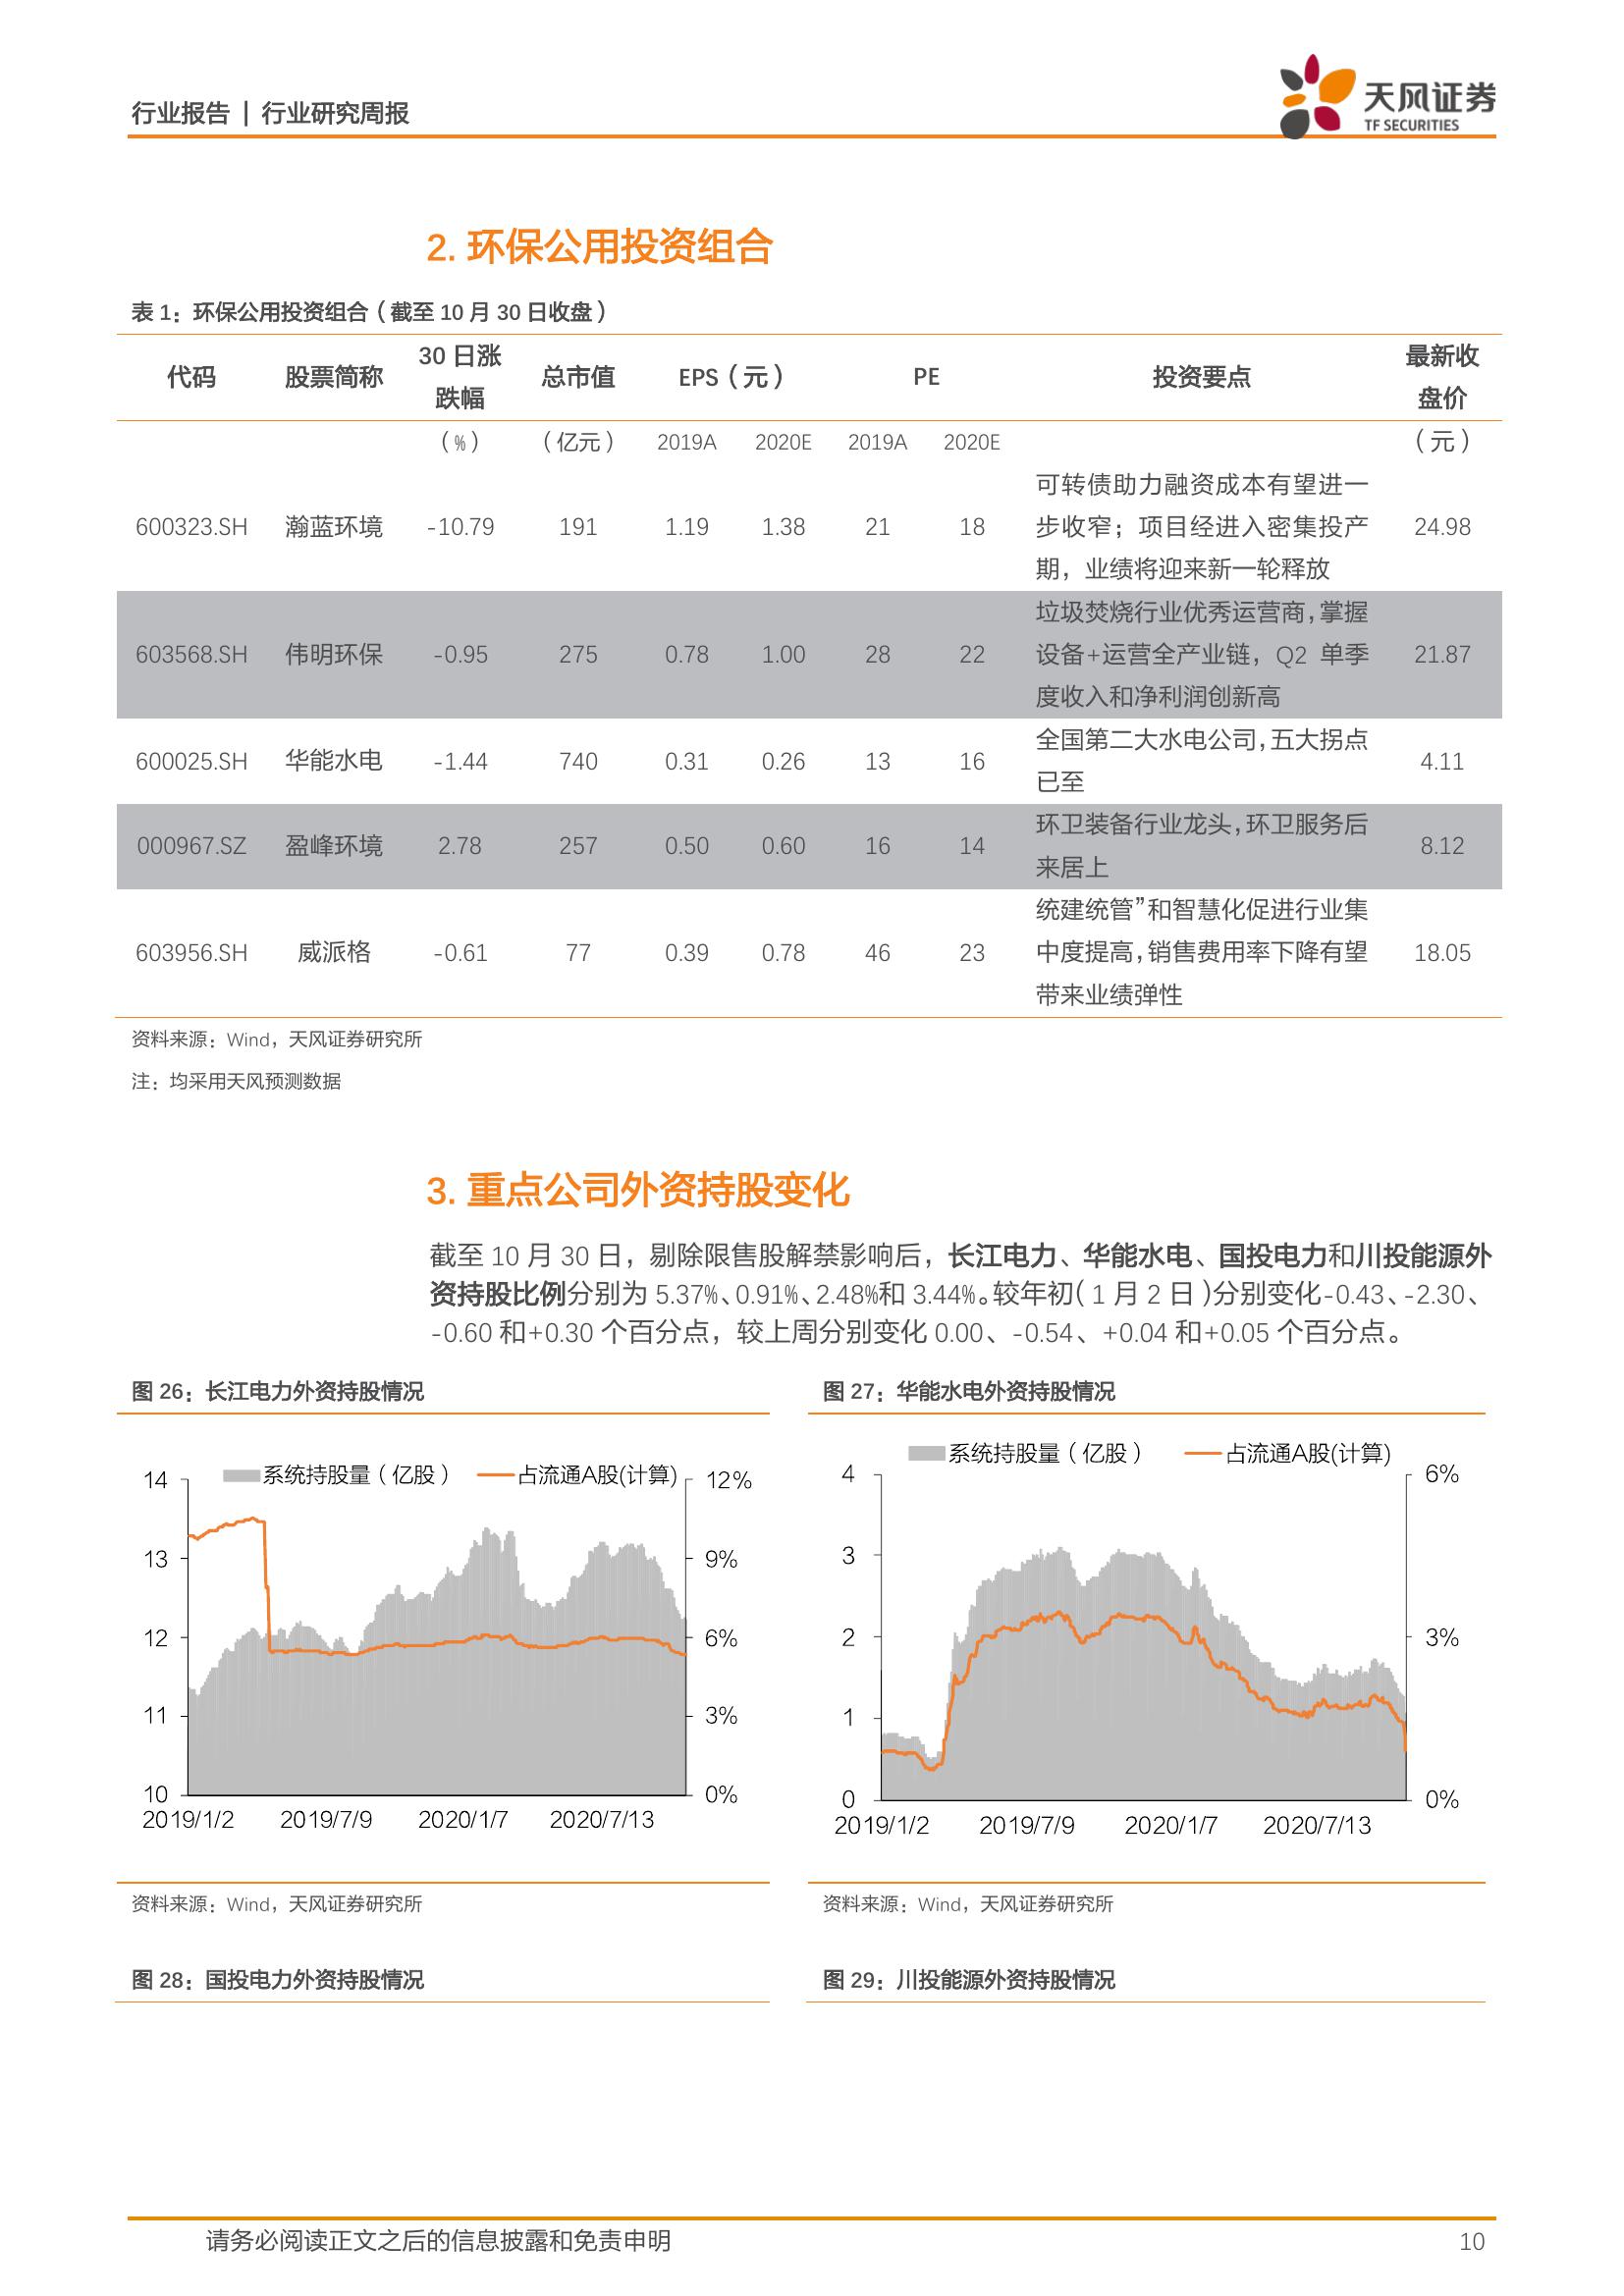 行业报告 | 行业研究周报
天风证券
TF SECURITIES
2. 环保公用投资组合
表 1：环保公用投资组合（截至 10 月 30 日收盘）
代码 股票简称 30 日涨跌幅 总市值 EPS（元） PE 投资要点 最新收盘价
（%） （亿元） 2019A 2020E 2019A 2020E （元）
600323.SH 瀚蓝环境 -10.79 191 1.19 1.38 21 18 可转债助力融资成本有望进一步收窄；项目经进入密集投产期，业绩将迎来新一轮释放 24.98
603568.SH 伟明环保 -0.95 275 0.78 1.00 28 22 垃圾焚烧行业优秀运营商，掌握设备+运营全产业链，Q2 单季度收入和净利润创新高 21.87
600025.SH 华能水电 -1.44 740 0.31 0.26 13 16 全国第二大水电公司，五大拐点已至 4.11
000967.SZ 盈峰环境 2.78 257 0.50 0.60 16 14 环卫装备行业龙头，环卫服务后来居上 8.12
603956.SH 威派格 -0.61 77 0.39 0.78 46 23 统建统管”和智慧化促进行业集中度提高，销售费用率下降有望带来业绩弹性 18.05
资料来源：Wind，天风证券研究所
注：均采用天风预测数据
3. 重点公司外资持股变化
截至 10 月 30 日，剔除限售股解禁影响后，长江电力、华能水电、国投电力和川投能源外
资持股比例分别为 5.37%、0.91%、2.48%和 3.44%。较年初（1 月 2 日）分别变化-0.43、-2.30、
-0.60 和+0.30 个百分点，较上周分别变化 0.00、-0.54、+0.04 和+0.05 个百分点。
图 26：长江电力外资持股情况
系统持股量（亿股） 占流通A股(计算)
14 12%
13 9%
12 6%
11 3%
10 0%
2019/1/2 2019/7/9 2020/1/7 2020/7/13
资料来源：Wind，天风证券研究所
图 27：华能水电外资持股情况
系统持股量（亿股） 占流通A股(计算)
4 6%
3
2 3%
1
0 0%
2019/1/2 2019/7/9 2020/1/7 2020/7/13
资料来源：Wind，天风证券研究所
图 28：国投电力外资持股情况
图 29：川投能源外资持股情况
请务必阅读正文之后的信息披露和免责申明 10